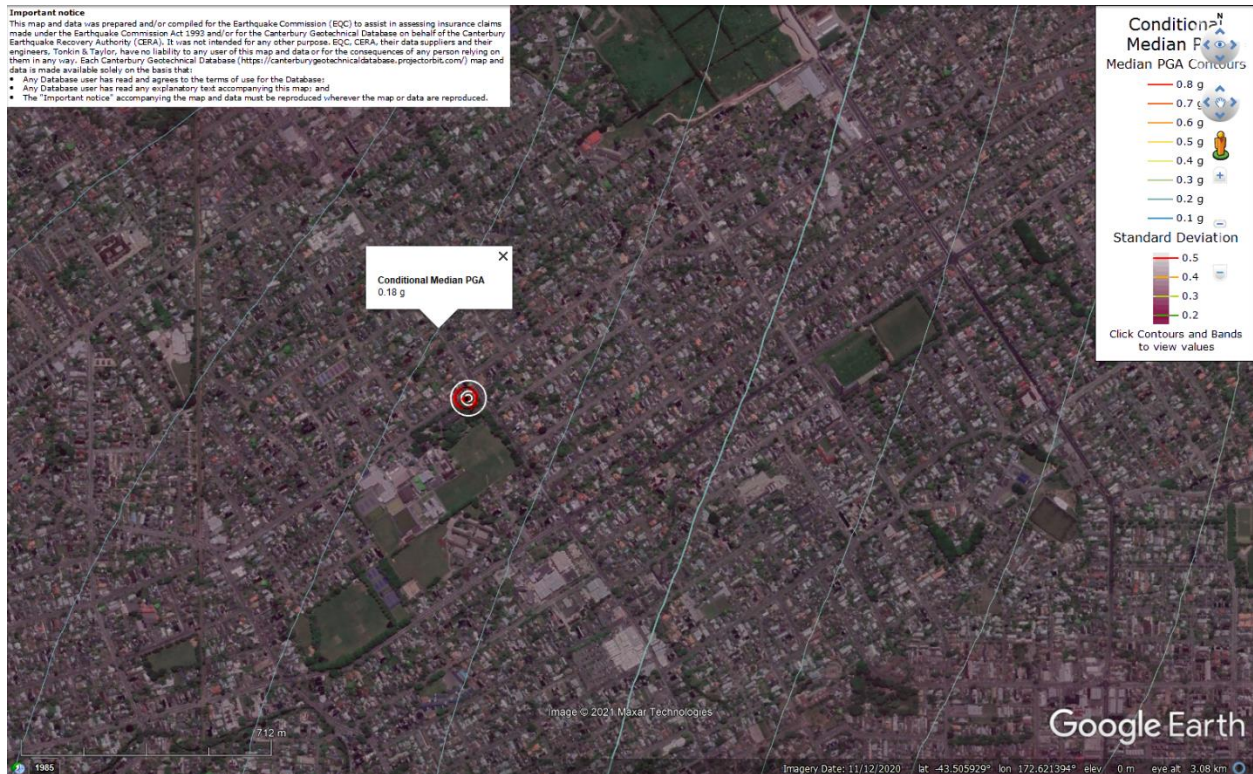 Important notice
This map and data was prepared and/or compiled for the Earthquake Commission (EQC) to assist in assessing insurance claims
made under the Earthquake Commission Act 1993 and/or for the Canterbury Geotechnical Database on behalf of the Canterbury
Earthquake Recovery Authority (CERA). It was not intended for any other purpose. EQC, CERA, their data suppliers and their
engineers, Tonkin & Taylor, have no liability to any user of this map and data or for the consequences of any person relying on
them in any way. Each Canterbury Geotechnical Database (https://canterburygeotechnicaldatabase.projectorbit.com/) map and
data is made available solely on the basis that:
• Any Database user has read and agrees to the terms of use for the Database;
• Any Database user has read any explanatory text accompanying this map; and
• The "Important notice" accompanying the map and data must be reproduced wherever the map or data are reproduced.
Conditional
Median
Median PGA Contours
0.8 g
0.7 g
0.6 g
0.5 g
0.4 g
0.3 g
0.2 g
0.1 g
Standard Deviation
0.5
0.4
0.3
0.2
Click Contours and Bands
to view values
N
Conditional Median PGA
0.18 g
Image © 2021 Maxar Technologies
Google Earth
712 m
1985
Imagery Date: 11/12/2020 lat -43.505929° lon 172.621394° elev 0 m eye alt 3.08 km